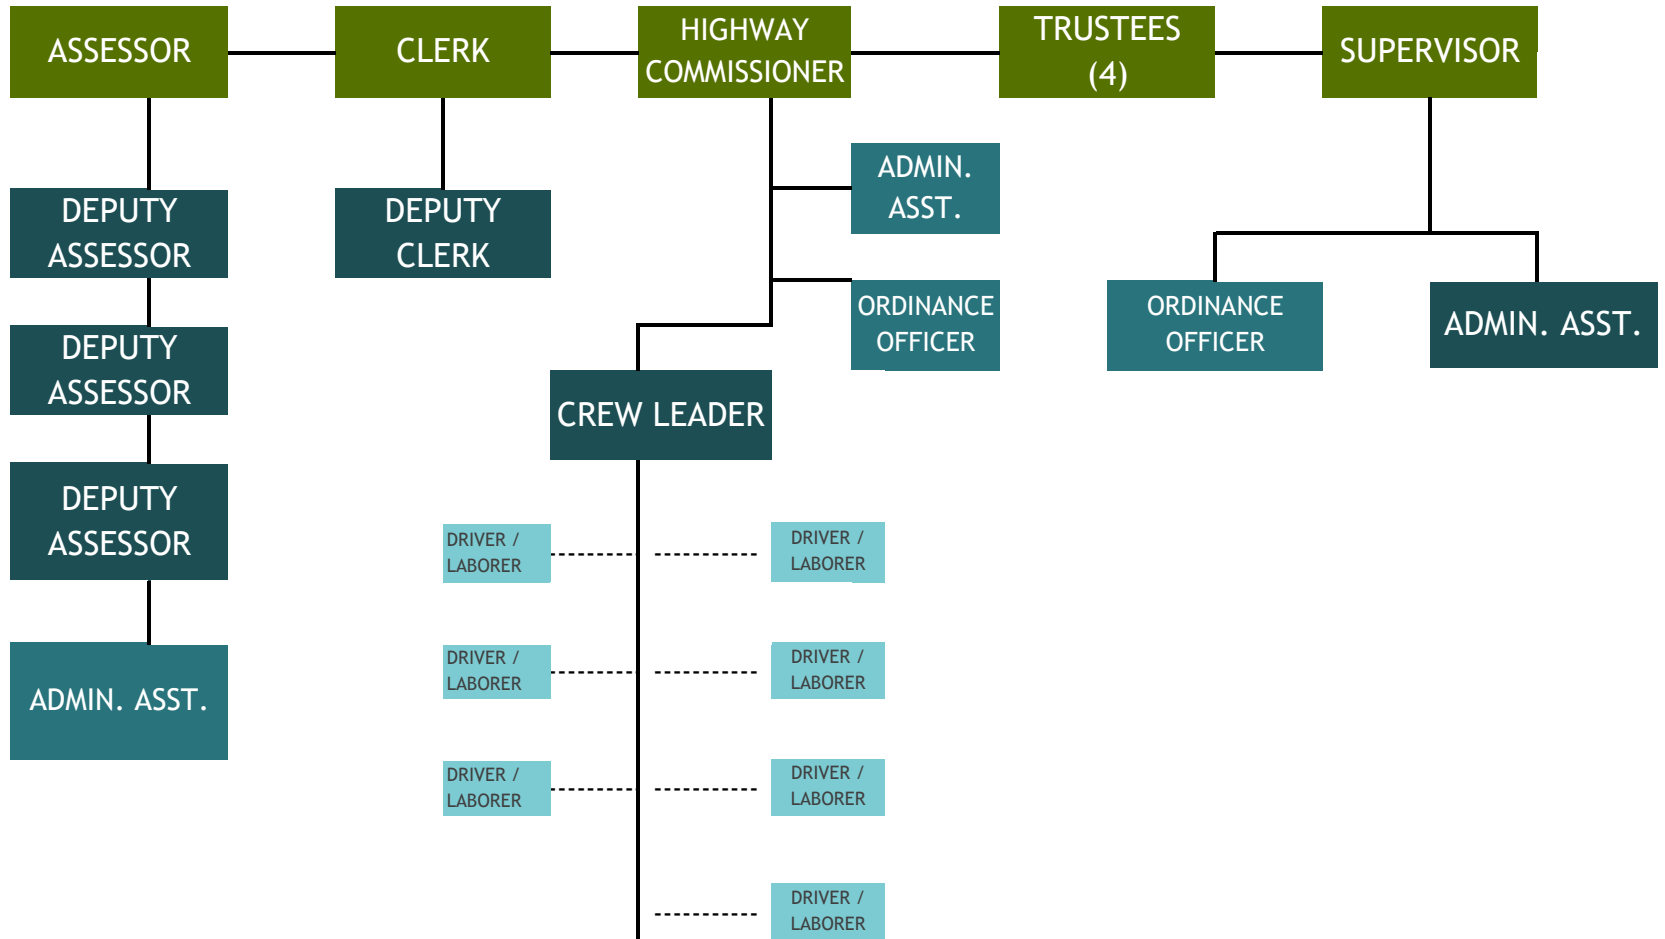 ASSESSOR
CLERK
HIGHWAY
COMMISSIONER
TRUSTEES
(4)
SUPERVISOR
DEPUTY
ASSESSOR
DEPUTY
CLERK
ADMIN.
ASST.
ORDINANCE
OFFICER
ORDINANCE
OFFICER
ADMIN. ASST.
DEPUTY
ASSESSOR
CREW LEADER
DEPUTY
ASSESSOR
DRIVER /
LABORER
DRIVER /
LABORER
ADMIN. ASST.
DRIVER /
LABORER
DRIVER /
LABORER
DRIVER /
LABORER
DRIVER /
LABORER
DRIVER /
LABORER